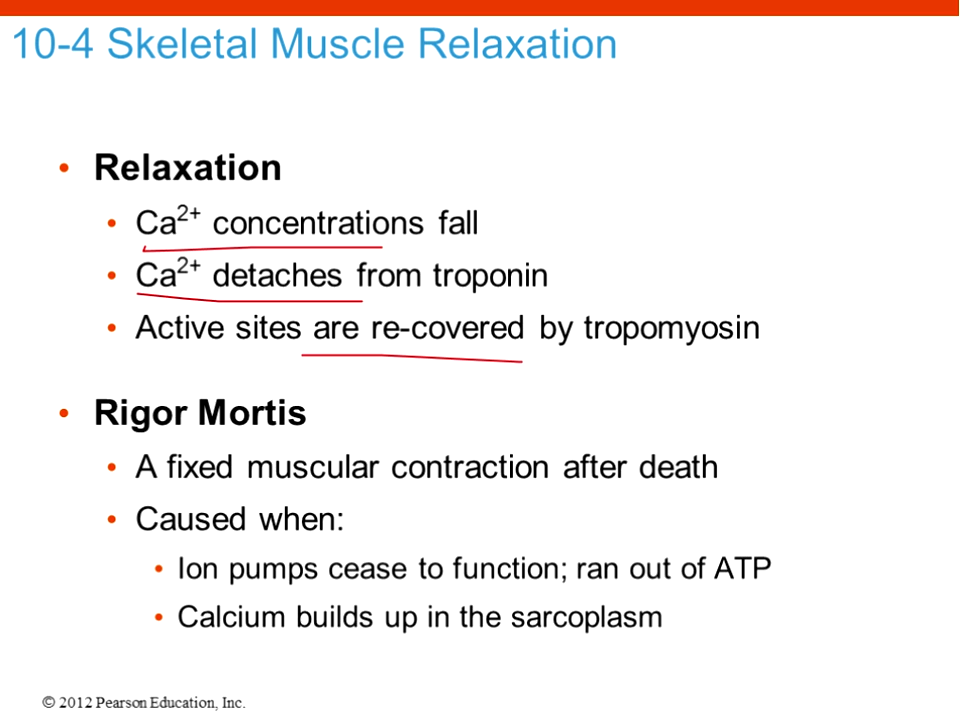 10-4 Skeletal Muscle Relaxation
• Relaxation
• Ca²⁺ concentrations fall
• Ca²⁺ detaches from troponin
• Active sites are re-covered by tropomyosin
• Rigor Mortis
• A fixed muscular contraction after death
• Caused when:
• Ion pumps cease to function; ran out of ATP
• Calcium builds up in the sarcoplasm
© 2012 Pearson Education, Inc.